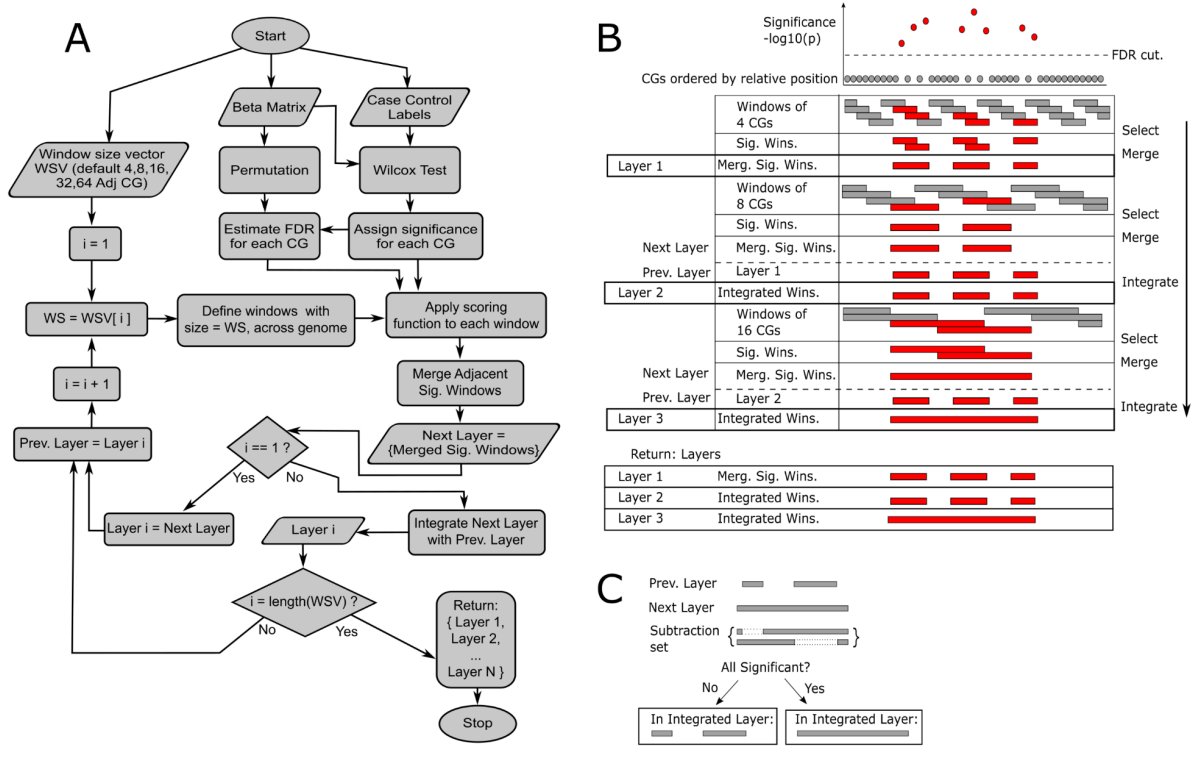 A
Start
Beta Matrix
Case Control
Labels
Window size vector
WSV (default 4,8,16,
32,64 Adj CG)
Permutation
Wilcox Test
i = 1
Estimate FDR
for each CG
Assign significance
for each CG
WS = WSV[ i ]
Define windows with
size = WS, across genome
Apply scoring
function to each window
i = i + 1
Merge Adjacent
Sig. Windows
Prev. Layer = Layer i
i == 1 ?
Next Layer =
{Merged Sig. Windows}
Yes
No
Layer i = Next Layer
Layer i
Integrate Next Layer
with Prev. Layer
i = length(WSV) ?
No
Yes
Return:
{ Layer 1,
Layer 2,
...
Layer N }
Stop
B
Significance
-log10(p)
FDR cut.
CGs ordered by relative position
Windows of
4 CGs
Select
Sig. Wins.
Merge
Layer 1
Merg. Sig. Wins.
Windows of
8 CGs
Select
Sig. Wins.
Merge
Next Layer
Merg. Sig. Wins.
Prev. Layer
Layer 1
Integrate
Layer 2
Integrated Wins.
Windows of
16 CGs
Select
Sig. Wins.
Merge
Next Layer
Merg. Sig. Wins.
Prev. Layer
Layer 2
Integrate
Layer 3
Integrated Wins.
Return: Layers
Layer 1
Merg. Sig. Wins.
Layer 2
Integrated Wins.
Layer 3
Integrated Wins.
C
Prev. Layer
Next Layer
Subtraction
set
{ }
All Significant?
No
Yes
In Integrated Layer:
In Integrated Layer: